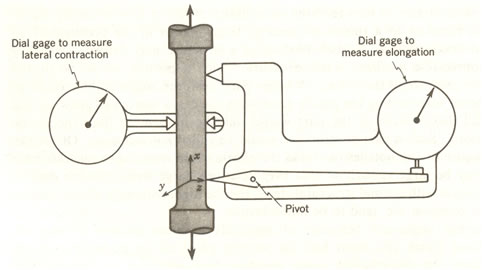 Dial gage to measure
lateral contraction
Dial gage to
measure elongation
x
y
z
Pivot